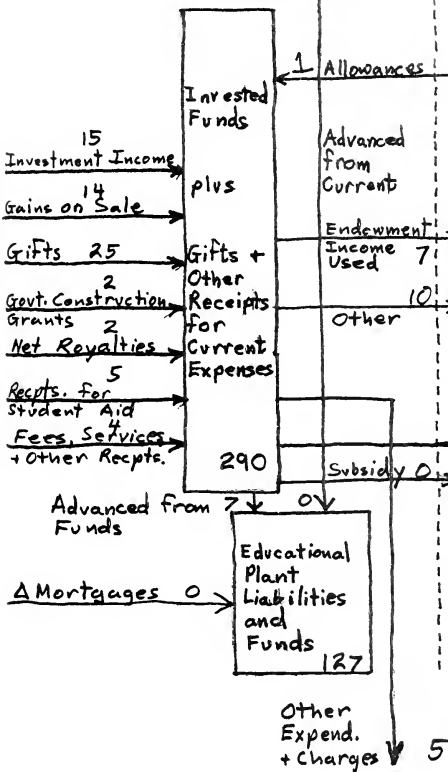 1 Allowances
Invested
Funds
plus
Gifts +
Other
Receipts
for
Current
Expenses
290
15
Investment Income
14
Gains on Sale
Gifts 25
2
Govt. Construction
Grants
2
Net Royalties
5
Recpts. for
Student Aid
4
Fees, Services
+ Other Recpts.
Advanced
from
Current
Endowment
Income
Used 7
10
Other
Subsidy 0
Advanced from 7
Funds
0
Δ Mortgages 0
Educational
Plant
Liabilities
and
Funds
127
Other
Expend.
+ Charges 5